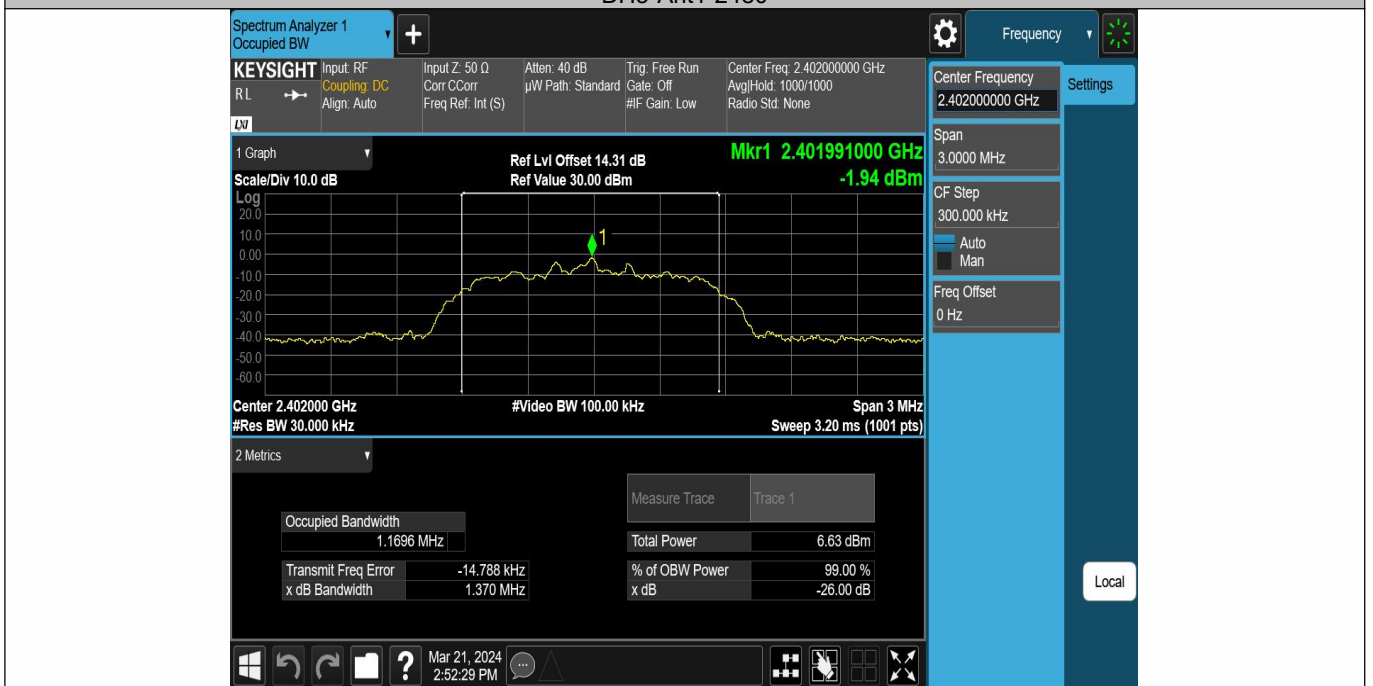 Spectrum Analyzer 1
Occupied BW
Frequency
KEYSIGHT
RL
LXI
Input: RF
Coupling: DC
Align: Auto
Input Z: 50 Ω
Corr CCorr
Freq Ref: Int (S)
Atten: 40 dB
µW Path: Standard
Trig: Free Run
Gate: Off
#IF Gain: Low
Center Freq: 2.402000000 GHz
Avg|Hold: 1000/1000
Radio Std: None
Center Frequency
2.402000000 GHz
Settings
Span
3.0000 MHz
CF Step
300.000 kHz
Auto
Man
Freq Offset
0 Hz
Local
1 Graph
Scale/Div 10.0 dB
Ref Lvl Offset 14.31 dB
Ref Value 30.00 dBm
Mkr1 2.401991000 GHz
-1.94 dBm
Log
20.0
10.0
0.00
-10.0
-20.0
-30.0
-40.0
-50.0
-60.0
1
Center 2.402000 GHz
#Res BW 30.000 kHz
#Video BW 100.00 kHz
Span 3 MHz
Sweep 3.20 ms (1001 pts)
2 Metrics
Measure Trace Trace 1
Occupied Bandwidth
1.1696 MHz
Total Power 6.63 dBm
Transmit Freq Error -14.788 kHz
% of OBW Power 99.00 %
x dB Bandwidth 1.370 MHz
x dB -26.00 dB
Mar 21, 2024
2:52:29 PM